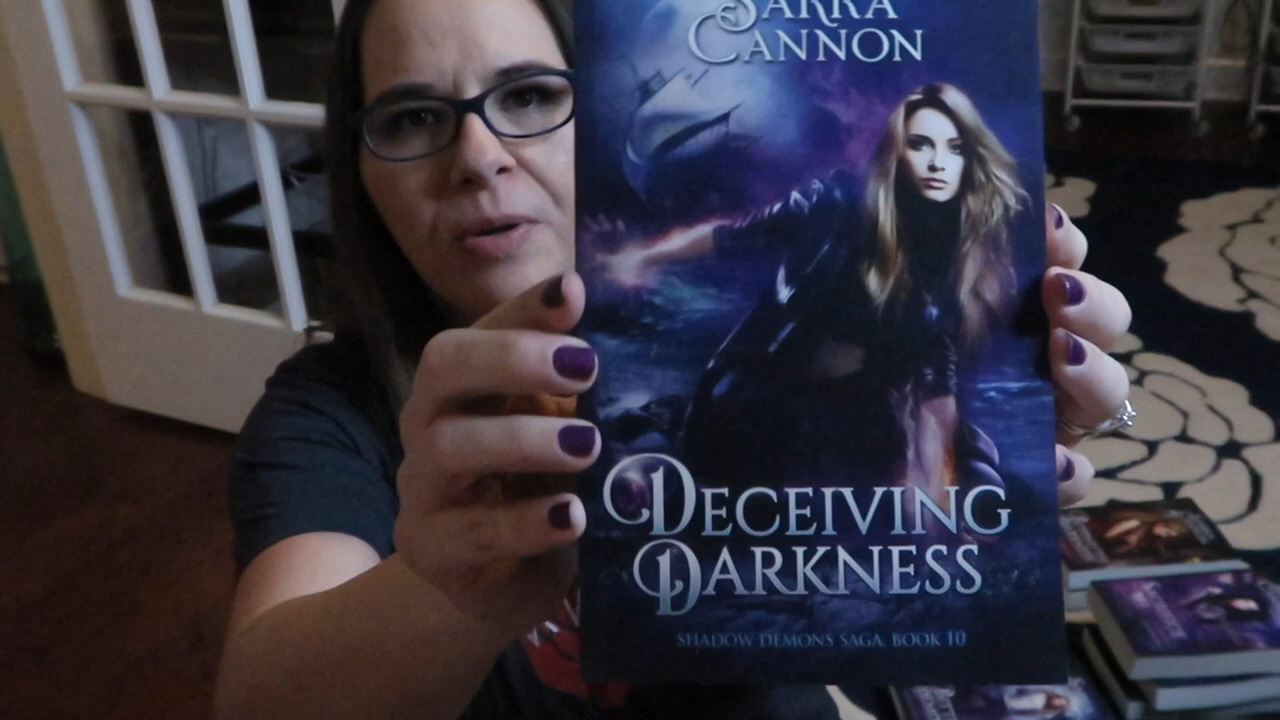 SARRA
CANNON
DECEIVING
DARKNESS
SHADOW DEMONS SAGA, BOOK 10